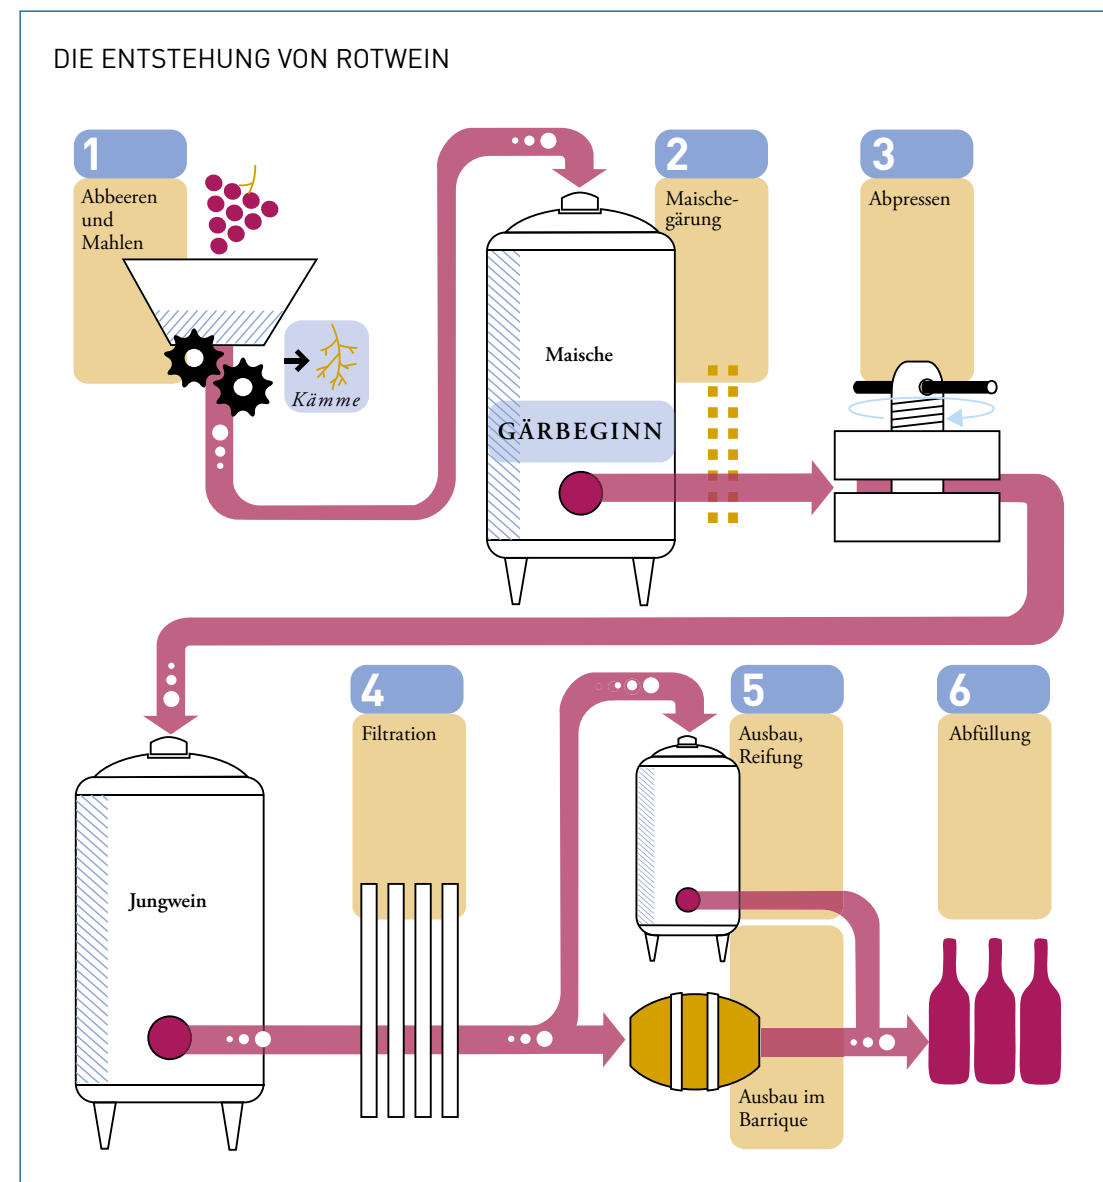 DIE ENTSTEHUNG VON ROTWEIN
1
Abbeeren
und
Mahlen
Kämme
2
Maische-
gärung
Maische
GÄRBEGINN
3
Abpressen
Jungwein
4
Filtration
5
Ausbau,
Reifung
Ausbau im
Barrique
6
Abfüllung